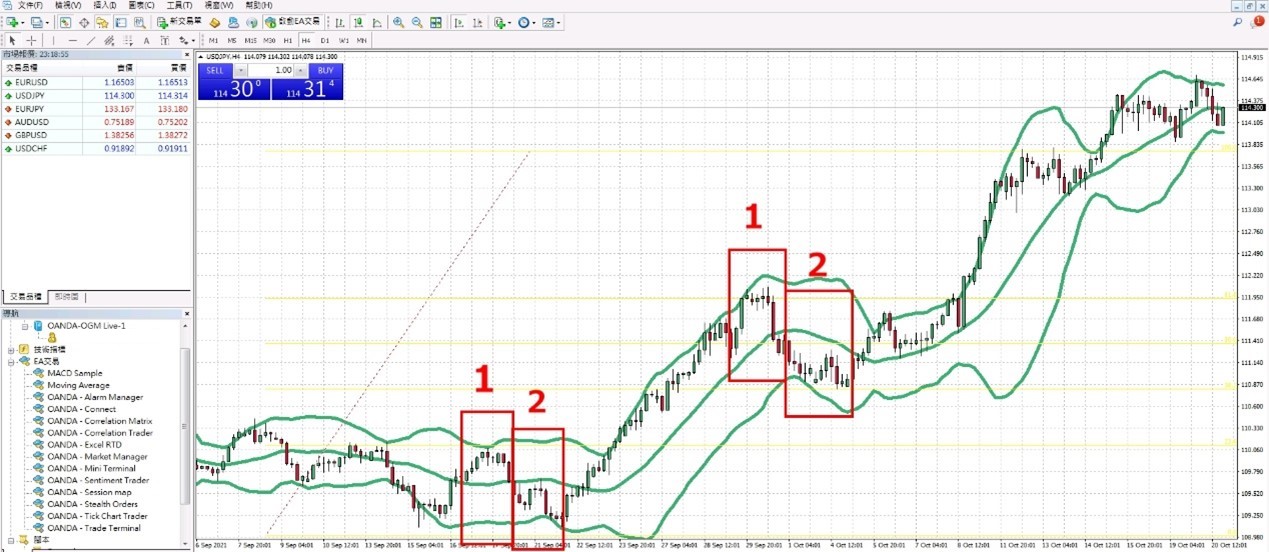 文件(F) 檢視(V) 插入(I) 圖表(C) 工具(T) 視窗(W) 幫助(H)
新交易單 啟動EA交易
1
A T M1 M5 M15 M30 H1 H4 D1 W1 MN
市場報價: 23:18:55
交易品種 賣價 買價
EURUSD 1.16503 1.16513
USDJPY 114.300 114.314
EURJPY 133.167 133.180
AUDUSD 0.75189 0.75202
GBPUSD 1.38256 1.38272
USDCHF 0.91892 0.91911
交易品種 即時圖
導航
OANDA-OGM Live-1
技術指標
EA交易
MACD Sample
Moving Average
OANDA - Alarm Manager
OANDA - Connect
OANDA - Correlation Matrix
OANDA - Correlation Trader
OANDA - Excel RTD
OANDA - Market Manager
OANDA - Mini Terminal
OANDA - Sentiment Trader
OANDA - Session map
OANDA - Stealth Orders
OANDA - Tick Chart Trader
OANDA - Trade Terminal
腳本
USDJPY,H4 114.079 114.302 114.078 114.300
SELL 1.00 BUY
114 30 0 114 31 4
1
2
1
2
114.915
114.645
114.375
114.300
114.105
113.835
113.565
113.300
113.030
112.760
112.490
112.220
111.950
111.680
111.410
111.140
110.870
110.600
110.330
110.060
109.790
109.520
109.250
108.980
6 Sep 2021 7 Sep 20:01 9 Sep 04:01 10 Sep 12:01 13 Sep 20:01 15 Sep 04:01 16 Sep 12:01 17 Sep 20:01 21 Sep 04:01 22 Sep 12:01 23 Sep 20:01 27 Sep 04:01 28 Sep 12:01 29 Sep 20:01 1 Oct 04:01 4 Oct 12:01 5 Oct 20:01 7 Oct 04:01 8 Oct 12:01 11 Oct 20:01 13 Oct 04:01 14 Oct 12:01 15 Oct 20:01 19 Oct 04:01 20 Oct 12:01